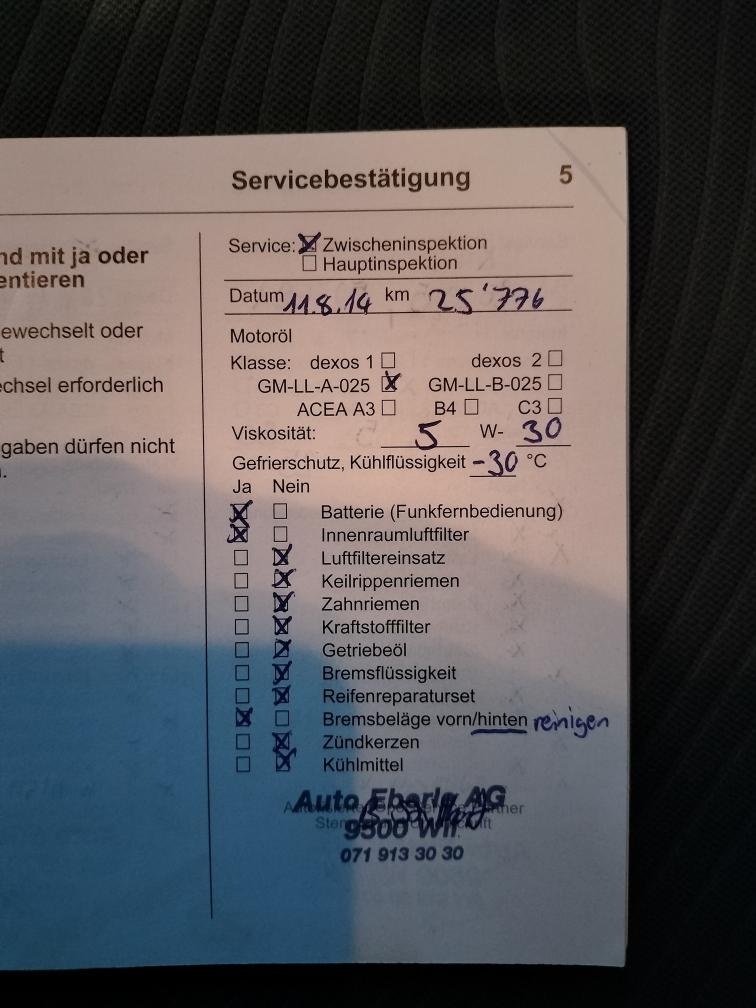 Servicebestätigung 5
nd mit ja oder
entieren
ewechselt oder
t
chsel erforderlich
gaben dürfen nicht
.
Service: Zwischeninspektion
Hauptinspektion
Datum 11.8.14 km 25'776
Motoröl
Klasse: dexos 1 dexos 2
GM-LL-A-025 GM-LL-B-025
ACEA A3 B4 C3
Viskosität: 5 W- 30
Gefrierschutz, Kühlflüssigkeit -30 °C
Ja Nein
Batterie (Funkfernbedienung)
Innenraumluftfilter
Luftfiltereinsatz
Keilrippenriemen
Zahnriemen
Kraftstofffilter
Getriebeöl
Bremsflüssigkeit
Reifenreparaturset
Bremsbeläge vorn/hinten reinigen
Zündkerzen
Kühlmittel
Auto Eberle AG
9500 Wil
071 913 30 30